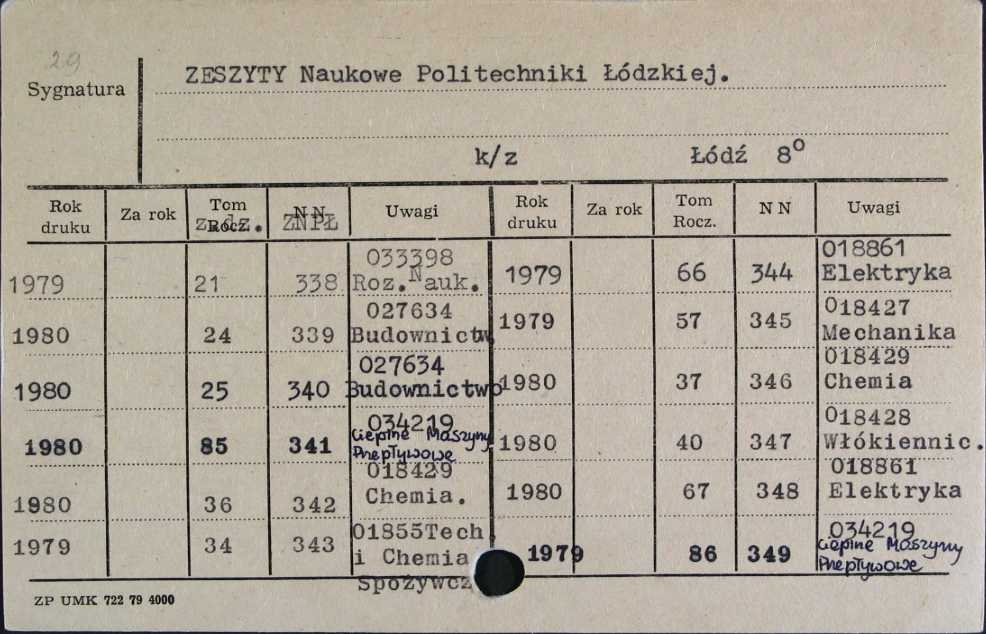 29
Sygnatura
ZESZYTY Naukowe Politechniki Łódzkiej.
k/z Łódź 8°
Rok druku Za rok Tom Rocz. z. dz. NN ZNPŁ Uwagi Rok druku Za rok Tom Rocz. NN Uwagi
1979 21 338 033398 Roz. Nauk.
1980 24 339 027634 Budownictw
1980 25 340 027634 Budownictwo
1980 85 341 034219 Cieplne Maszyny Przepływowe
1980 36 342 018429 Chemia.
1979 34 343 01855Tech i Chemia Spożywcz
1979 66 344 018861 Elektryka
1979 57 345 018427 Mechanika
1980 37 346 018429 Chemia
1980 40 347 018428 Włókiennic.
1980 67 348 018861 Elektryka
1979 86 349 034219 Cieplne Maszyny Przepływowe
ZP UMK 722 79 4000